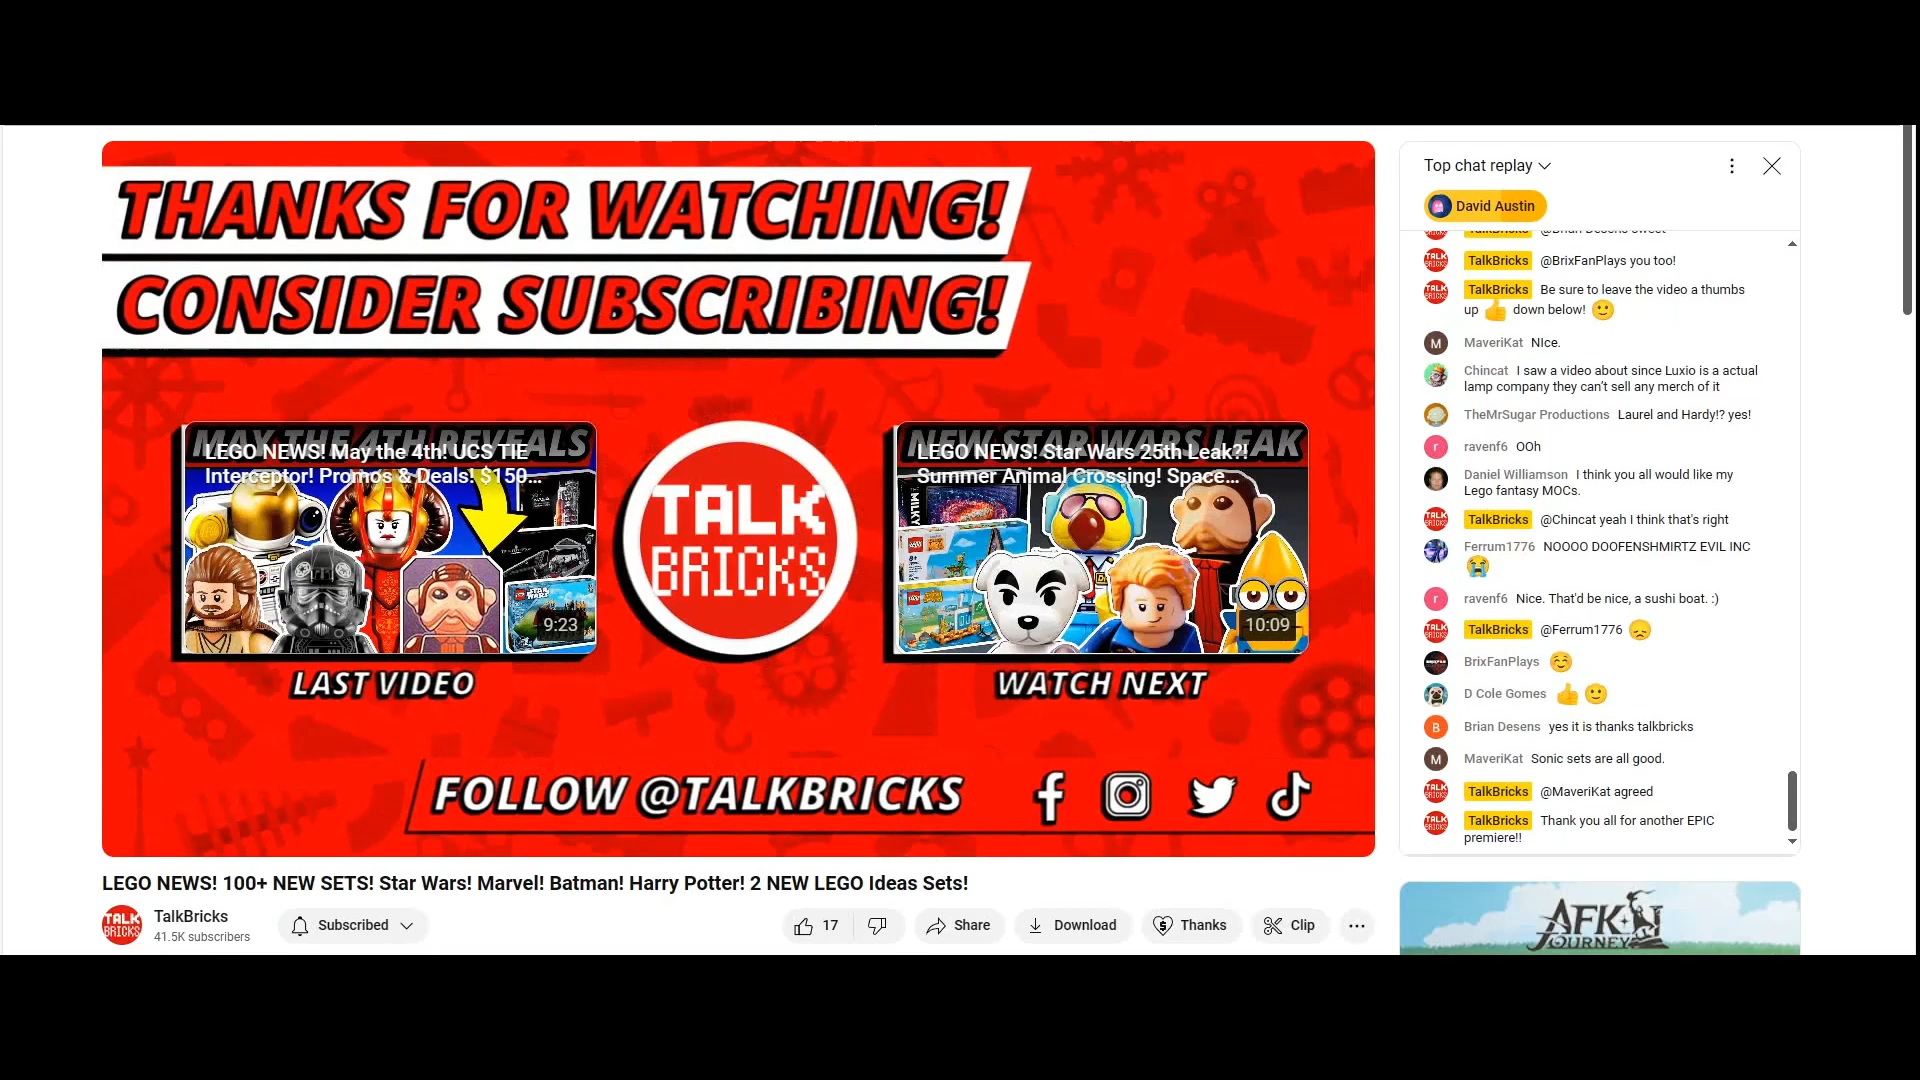 THANKS FOR WATCHING!
CONSIDER SUBSCRIBING!
MAY THE 4TH REVEALS
LEGO NEWS! May the 4th! UCS TIE
Interceptor! Promos & Deals! $150...
9:23
LAST VIDEO
TALK
BRICKS
NEW STAR WARS LEAK
LEGO NEWS! Star Wars 25th Leak?!
Summer Animal Crossing! Space...
MILKY
10:09
WATCH NEXT
FOLLOW @TALKBRICKS
LEGO NEWS! 100+ NEW SETS! Star Wars! Marvel! Batman! Harry Potter! 2 NEW LEGO Ideas Sets!
TALK
BRICKS
TalkBricks
41.5K subscribers
Subscribed
17
Share
Download
Thanks
Clip
Top chat replay
David Austin
TalkBricks @Brian Desens sweet
TalkBricks @BrixFanPlays you too!
TalkBricks Be sure to leave the video a thumbs
up 👍 down below! 🙂
M MaveriKat NIce.
Chincat I saw a video about since Luxio is a actual
lamp company they can't sell any merch of it
TheMrSugar Productions Laurel and Hardy!? yes!
r ravenf6 OOh
Daniel Williamson I think you all would like my
Lego fantasy MOCs.
TalkBricks @Chincat yeah I think that's right
Ferrum1776 NOOOO DOOFENSHMIRTZ EVIL INC
😭
r ravenf6 Nice. That'd be nice, a sushi boat. :)
TalkBricks @Ferrum1776 😞
BrixFanPlays ☺️
D Cole Gomes 👍🙂
B Brian Desens yes it is thanks talkbricks
M MaveriKat Sonic sets are all good.
TalkBricks @MaveriKat agreed
TalkBricks Thank you all for another EPIC
premiere!!
AFK
JOURNEY